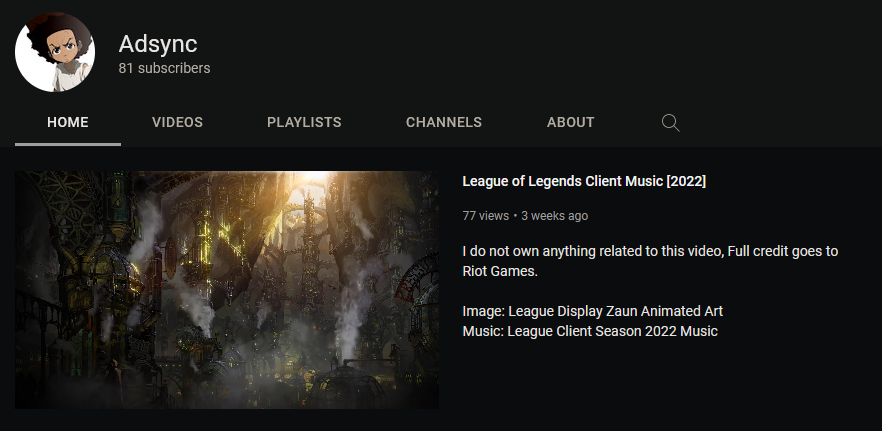 Adsync
81 subscribers
HOME
VIDEOS
PLAYLISTS
CHANNELS
ABOUT
League of Legends Client Music [2022]
77 views • 3 weeks ago
I do not own anything related to this video, Full credit goes to
Riot Games.
Image: League Display Zaun Animated Art
Music: League Client Season 2022 Music